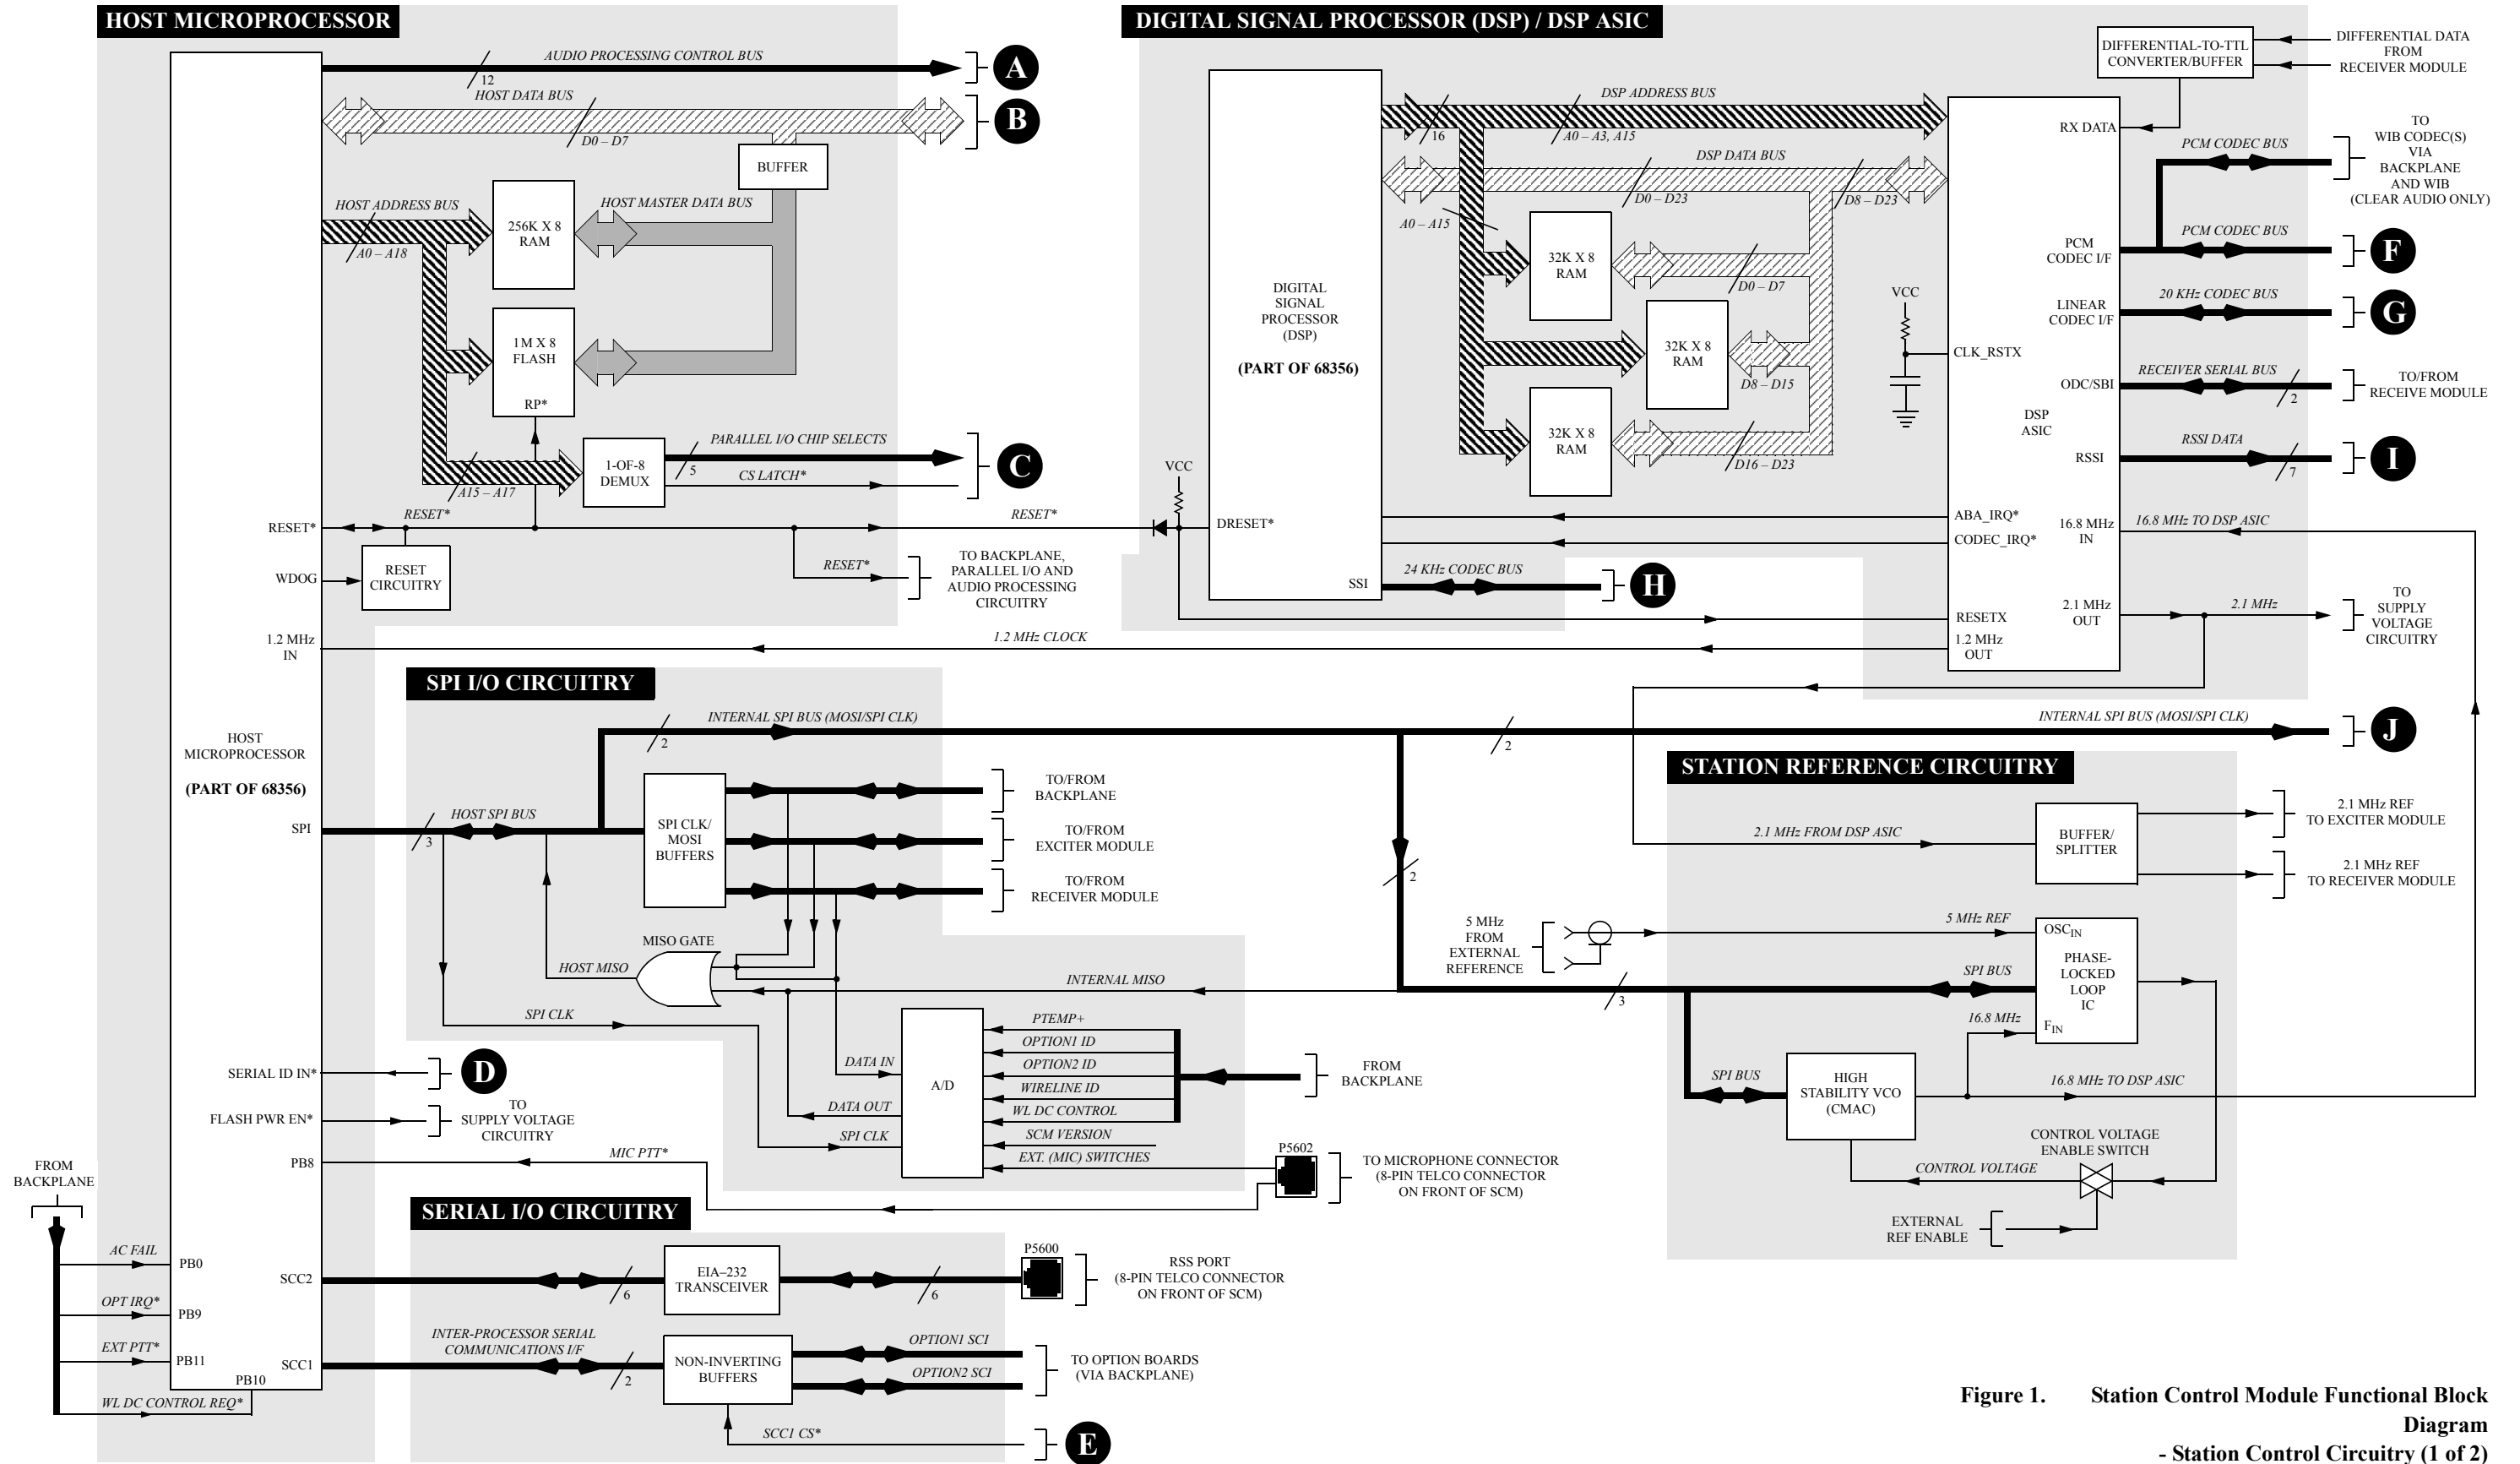 HOST MICROPROCESSOR
AUDIO PROCESSING CONTROL BUS
12
A
HOST DATA BUS
D0 – D7
B
BUFFER
HOST ADDRESS BUS
A0 – A18
256K X 8
RAM
HOST MASTER DATA BUS
1M X 8
FLASH
RP*
1-OF-8
DEMUX
A15 – A17
PARALLEL I/O CHIP SELECTS
5
CS LATCH*
C
RESET*
RESET*
RESET*
WDOG
RESET
CIRCUITRY
RESET*
TO BACKPLANE,
PARALLEL I/O AND
AUDIO PROCESSING
CIRCUITRY
1.2 MHz
IN
1.2 MHz CLOCK
HOST
MICROPROCESSOR
(PART OF 68356)
SPI
SERIAL ID IN*
D
FLASH PWR EN*
TO
SUPPLY VOLTAGE
CIRCUITRY
PB8
MIC PTT*
FROM
BACKPLANE
AC FAIL
PB0
OPT IRQ*
PB9
EXT PTT*
PB11
PB10
WL DC CONTROL REQ*
SCC2
SCC1
DIGITAL SIGNAL PROCESSOR (DSP) / DSP ASIC
DIGITAL
SIGNAL
PROCESSOR
(DSP)
(PART OF 68356)
VCC
DRESET*
SSI
16
DSP ADDRESS BUS
A0 – A3, A15
DSP DATA BUS
D0 – D23
D8 – D23
A0 – A15
32K X 8
RAM
D0 – D7
32K X 8
RAM
D8 – D15
32K X 8
RAM
D16 – D23
24 KHz CODEC BUS
H
VCC
CLK_RSTX
DSP
ASIC
ABA_IRQ*
CODEC_IRQ*
RESETX
1.2 MHz
OUT
DIFFERENTIAL-TO-TTL
CONVERTER/BUFFER
DIFFERENTIAL DATA
FROM
RECEIVER MODULE
RX DATA
PCM CODEC BUS
TO
WIB CODEC(S)
VIA
BACKPLANE
AND WIB
(CLEAR AUDIO ONLY)
PCM
CODEC I/F
PCM CODEC BUS
F
LINEAR
CODEC I/F
20 KHz CODEC BUS
G
ODC/SBI
RECEIVER SERIAL BUS
2
TO/FROM
RECEIVE MODULE
RSSI
RSSI DATA
7
I
16.8 MHz
IN
16.8 MHz TO DSP ASIC
2.1 MHz
OUT
2.1 MHz
TO
SUPPLY
VOLTAGE
CIRCUITRY
SPI I/O CIRCUITRY
INTERNAL SPI BUS (MOSI/SPI CLK)
2
2
INTERNAL SPI BUS (MOSI/SPI CLK)
J
HOST SPI BUS
3
SPI CLK/
MOSI
BUFFERS
TO/FROM
BACKPLANE
TO/FROM
EXCITER MODULE
TO/FROM
RECEIVER MODULE
2
MISO GATE
HOST MISO
INTERNAL MISO
SPI CLK
DATA IN
DATA OUT
SPI CLK
A/D
PTEMP+
OPTION1 ID
OPTION2 ID
WIRELINE ID
WL DC CONTROL
SCM VERSION
EXT. (MIC) SWITCHES
FROM
BACKPLANE
P5602
TO MICROPHONE CONNECTOR
(8-PIN TELCO CONNECTOR
ON FRONT OF SCM)
STATION REFERENCE CIRCUITRY
2.1 MHz FROM DSP ASIC
BUFFER/
SPLITTER
2.1 MHz REF
TO EXCITER MODULE
2.1 MHz REF
TO RECEIVER MODULE
5 MHz
FROM
EXTERNAL
REFERENCE
5 MHz REF
OSCIN
PHASE-
LOCKED
LOOP
IC
FIN
SPI BUS
3
16.8 MHz
SPI BUS
HIGH
STABILITY VCO
(CMAC)
16.8 MHz TO DSP ASIC
CONTROL VOLTAGE
ENABLE SWITCH
CONTROL VOLTAGE
EXTERNAL
REF ENABLE
SERIAL I/O CIRCUITRY
6
EIA–232
TRANSCEIVER
6
P5600
RSS PORT
(8-PIN TELCO CONNECTOR
ON FRONT OF SCM)
INTER-PROCESSOR SERIAL
COMMUNICATIONS I/F
2
NON-INVERTING
BUFFERS
OPTION1 SCI
OPTION2 SCI
TO OPTION BOARDS
(VIA BACKPLANE)
SCC1 CS*
E
Figure 1. Station Control Module Functional Block
Diagram
- Station Control Circuitry (1 of 2)